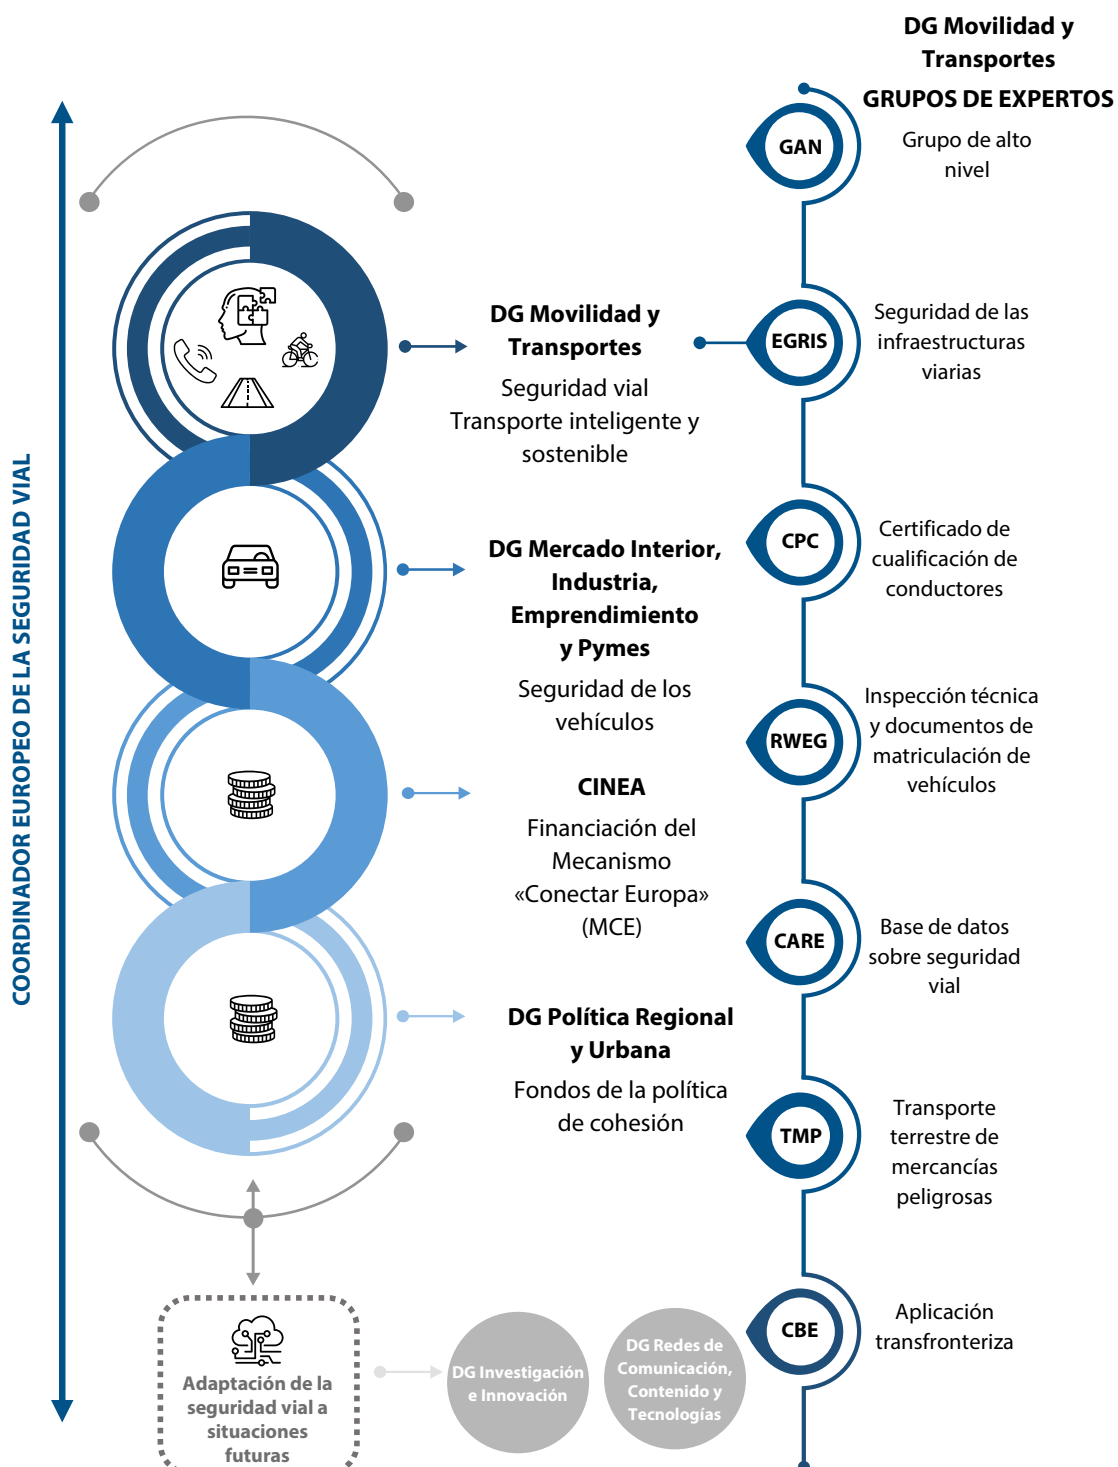 COORDINADOR EUROPEO DE LA SEGURIDAD VIAL
DG Movilidad y
Transportes
Seguridad vial
Transporte inteligente y
sostenible
DG Mercado Interior,
Industria,
Emprendimiento
y Pymes
Seguridad de los
vehículos
CINEA
Financiación del
Mecanismo
«Conectar Europa»
(MCE)
DG Política Regional
y Urbana
Fondos de la política
de cohesión
Adaptación de la
seguridad vial a
situaciones
futuras
DG Investigación
e Innovación
DG Redes de
Comunicación,
Contenido y
Tecnologías
DG Movilidad y
Transportes
GRUPOS DE EXPERTOS
GAN
Grupo de alto
nivel
EGRIS
Seguridad de las
infraestructuras
viarias
CPC
Certificado de
cualificación de
conductores
RWEG
Inspección técnica
y documentos de
matriculación de
vehículos
CARE
Base de datos
sobre seguridad
vial
TMP
Transporte
terrestre de
mercancías
peligrosas
CBE
Aplicación
transfronteriza